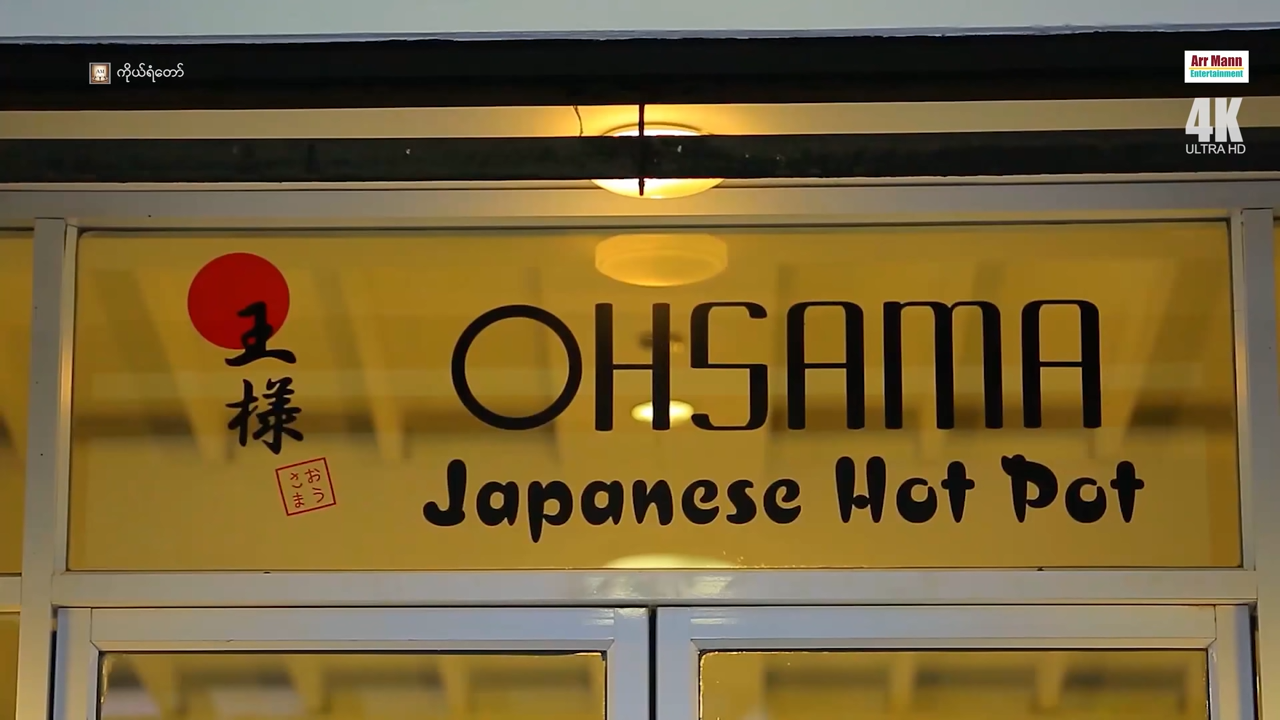 ကိုယ်ရံတော်
Arr Mann
Entertainment
4K
ULTRA HD
王様
おう
さま
OHSAMA
Japanese Hot Pot